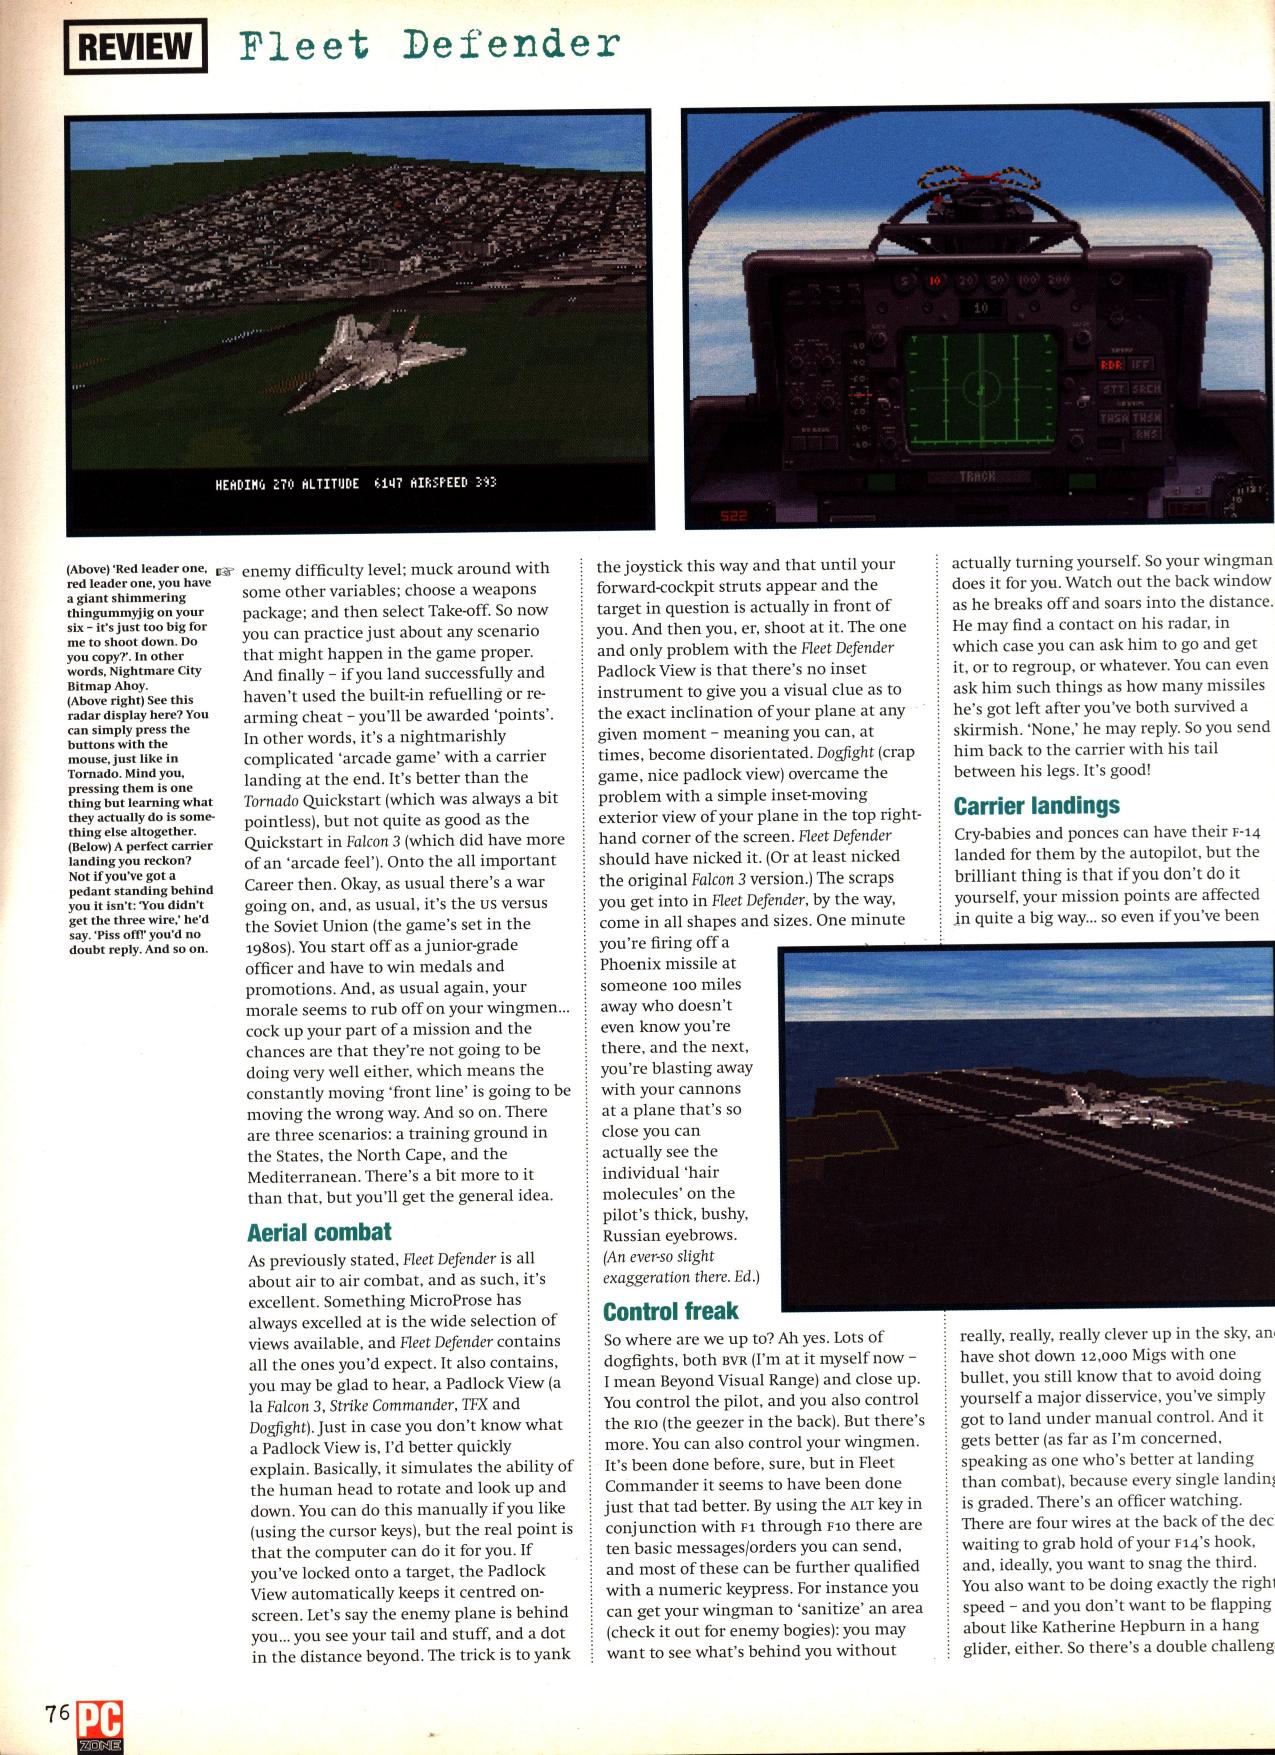 REVIEW
Fleet Defender
HEADING 270 ALTITUDE 6147 AIRSPEED 393
5 10 20 50 100 200
10
RDR IFF
STT SRCH
RWS
TRACK
522
(Above) ‘Red leader one,
red leader one, you have
a giant shimmering
thingummyjig on your
six – it's just too big for
me to shoot down. Do
you copy?’. In other
words, Nightmare City
Bitmap Ahoy.
(Above right) See this
radar display here? You
can simply press the
buttons with the
mouse, just like in
Tornado. Mind you,
pressing them is one
thing but learning what
they actually do is some-
thing else altogether.
(Below) A perfect carrier
landing you reckon?
Not if you've got a
pedant standing behind
you it isn't: ‘You didn't
get the three wire,’ he'd
say. ‘Piss off!’ you'd no
doubt reply. And so on.
enemy difficulty level; muck around with
some other variables; choose a weapons
package; and then select Take-off. So now
you can practice just about any scenario
that might happen in the game proper.
And finally – if you land successfully and
haven't used the built-in refuelling or re-
arming cheat – you'll be awarded ‘points’.
In other words, it's a nightmarishly
complicated ‘arcade game’ with a carrier
landing at the end. It's better than the
Tornado Quickstart (which was always a bit
pointless), but not quite as good as the
Quickstart in Falcon 3 (which did have more
of an ‘arcade feel’). Onto the all important
Career then. Okay, as usual there's a war
going on, and, as usual, it's the US versus
the Soviet Union (the game's set in the
1980s). You start off as a junior-grade
officer and have to win medals and
promotions. And, as usual again, your
morale seems to rub off on your wingmen...
cock up your part of a mission and the
chances are that they're not going to be
doing very well either, which means the
constantly moving ‘front line’ is going to be
moving the wrong way. And so on. There
are three scenarios: a training ground in
the States, the North Cape, and the
Mediterranean. There's a bit more to it
than that, but you'll get the general idea.
Aerial combat
As previously stated, Fleet Defender is all
about air to air combat, and as such, it's
excellent. Something MicroProse has
always excelled at is the wide selection of
views available, and Fleet Defender contains
all the ones you'd expect. It also contains,
you may be glad to hear, a Padlock View (a
la Falcon 3, Strike Commander, TFX and
Dogfight). Just in case you don't know what
a Padlock View is, I'd better quickly
explain. Basically, it simulates the ability of
the human head to rotate and look up and
down. You can do this manually if you like
(using the cursor keys), but the real point is
that the computer can do it for you. If
you've locked onto a target, the Padlock
View automatically keeps it centred on-
screen. Let's say the enemy plane is behind
you... you see your tail and stuff, and a dot
in the distance beyond. The trick is to yank
the joystick this way and that until your
forward-cockpit struts appear and the
target in question is actually in front of
you. And then you, er, shoot at it. The one
and only problem with the Fleet Defender
Padlock View is that there's no inset
instrument to give you a visual clue as to
the exact inclination of your plane at any
given moment – meaning you can, at
times, become disorientated. Dogfight (crap
game, nice padlock view) overcame the
problem with a simple inset-moving
exterior view of your plane in the top right-
hand corner of the screen. Fleet Defender
should have nicked it. (Or at least nicked
the original Falcon 3 version.) The scraps
you get into in Fleet Defender, by the way,
come in all shapes and sizes. One minute
you're firing off a
Phoenix missile at
someone 100 miles
away who doesn't
even know you're
there, and the next,
you're blasting away
with your cannons
at a plane that's so
close you can
actually see the
individual ‘hair
molecules’ on the
pilot's thick, bushy,
Russian eyebrows.
(An ever-so slight
exaggeration there. Ed.)
Control freak
So where are we up to? Ah yes. Lots of
dogfights, both BVR (I'm at it myself now –
I mean Beyond Visual Range) and close up.
You control the pilot, and you also control
the RIO (the geezer in the back). But there's
more. You can also control your wingmen.
It's been done before, sure, but in Fleet
Commander it seems to have been done
just that tad better. By using the ALT key in
conjunction with F1 through F10 there are
ten basic messages/orders you can send,
and most of these can be further qualified
with a numeric keypress. For instance you
can get your wingman to ‘sanitize’ an area
(check it out for enemy bogies): you may
want to see what's behind you without
actually turning yourself. So your wingman
does it for you. Watch out the back window
as he breaks off and soars into the distance.
He may find a contact on his radar, in
which case you can ask him to go and get
it, or to regroup, or whatever. You can even
ask him such things as how many missiles
he's got left after you've both survived a
skirmish. ‘None,’ he may reply. So you send
him back to the carrier with his tail
between his legs. It's good!
Carrier landings
Cry-babies and ponces can have their F-14
landed for them by the autopilot, but the
brilliant thing is that if you don't do it
yourself, your mission points are affected
in quite a big way... so even if you've been
really, really, really clever up in the sky, an
have shot down 12,000 Migs with one
bullet, you still know that to avoid doing
yourself a major disservice, you've simply
got to land under manual control. And it
gets better (as far as I'm concerned,
speaking as one who's better at landing
than combat), because every single landing
is graded. There's an officer watching.
There are four wires at the back of the dec
waiting to grab hold of your F14's hook,
and, ideally, you want to snag the third.
You also want to be doing exactly the right
speed – and you don't want to be flapping
about like Katherine Hepburn in a hang
glider, either. So there's a double challeng
76
PC
ZONE